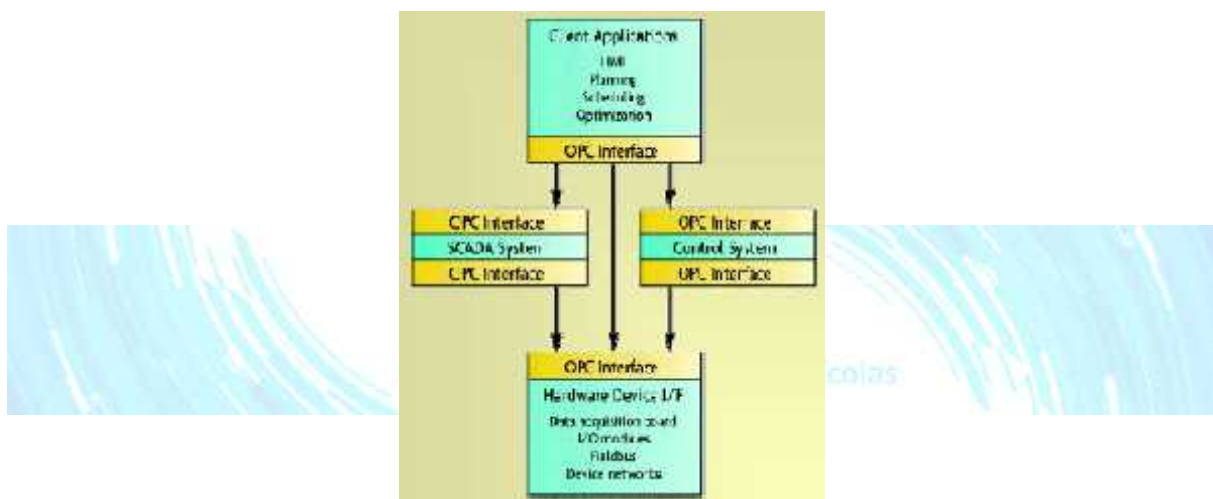 Client Applications
HMI
Planning
Scheduling
Optimization
OPC Interface
OPC Interface
SCADA System
OPC Interface
OPC Interface
Control System
OPC Interface
OPC Interface
Hardware Device I/F
Data acquisition board
I/O modules
Fieldbus
Device networks
colas